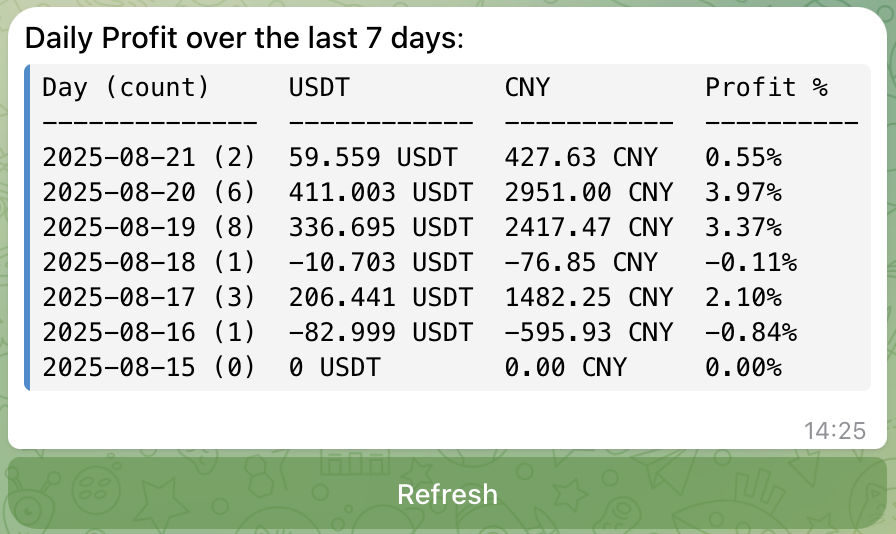 Daily Profit over the last 7 days:
Day (count)     USDT          CNY          Profit %
--------------  ------------  -----------  ----------
2025-08-21 (2)  59.559 USDT   427.63 CNY   0.55%
2025-08-20 (6)  411.003 USDT  2951.00 CNY  3.97%
2025-08-19 (8)  336.695 USDT  2417.47 CNY  3.37%
2025-08-18 (1)  -10.703 USDT  -76.85 CNY   -0.11%
2025-08-17 (3)  206.441 USDT  1482.25 CNY  2.10%
2025-08-16 (1)  -82.999 USDT  -595.93 CNY  -0.84%
2025-08-15 (0)  0 USDT        0.00 CNY     0.00%
14:25
Refresh